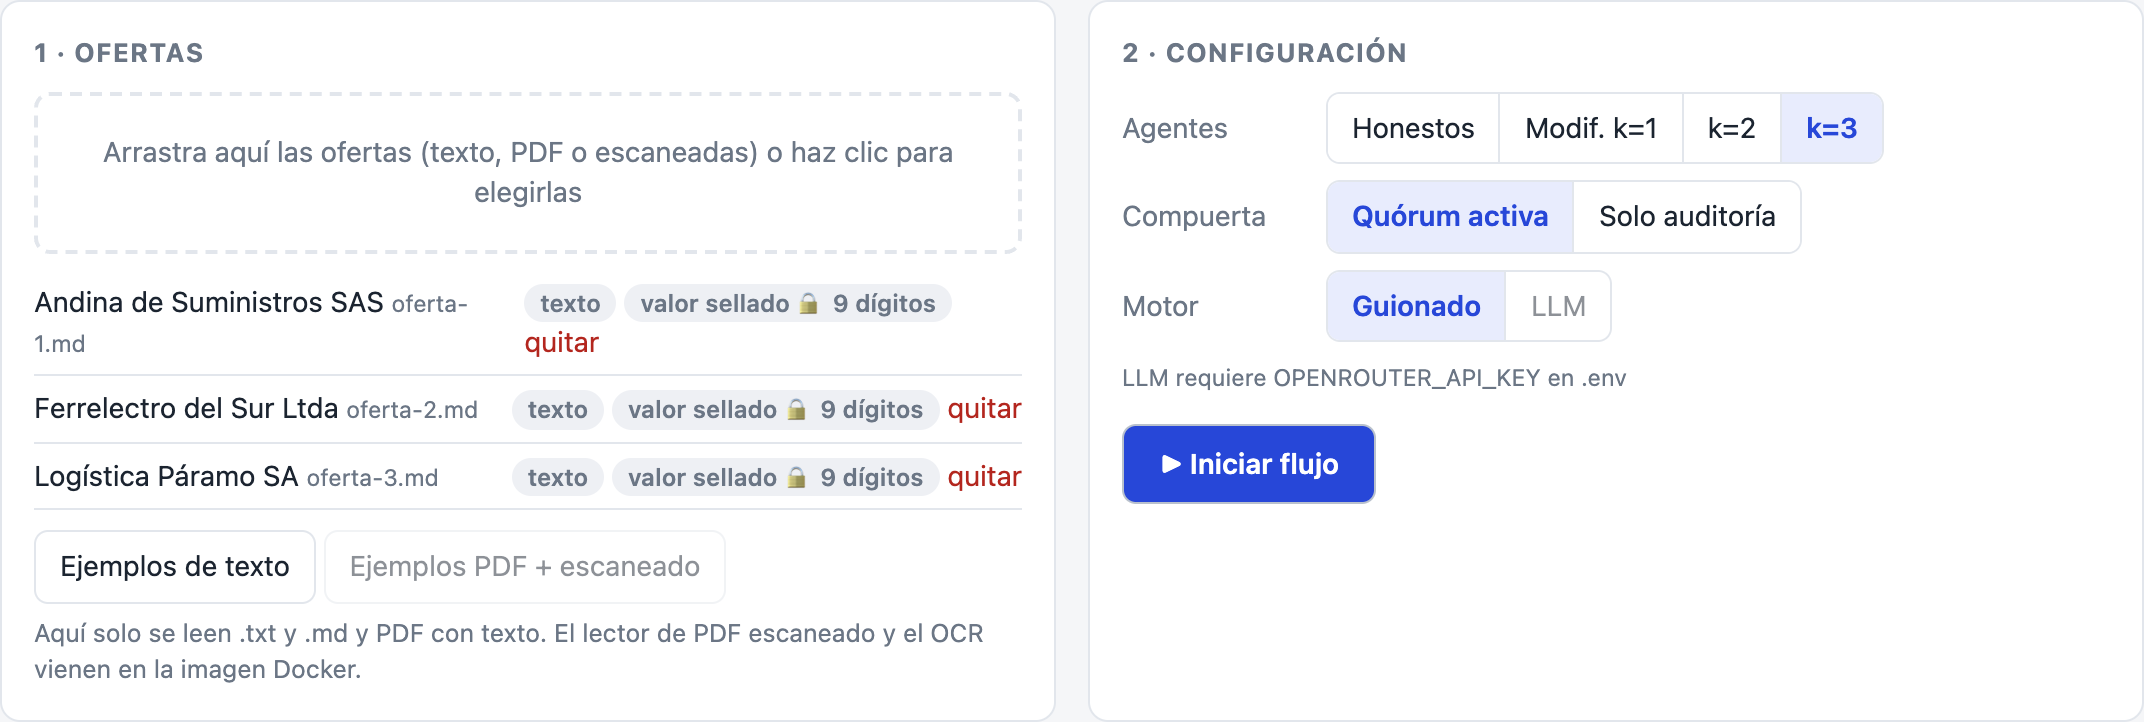 1 · OFERTAS
Arrastra aquí las ofertas (texto, PDF o escaneadas) o haz clic para
elegirlas
Andina de Suministros SAS oferta-
1.md
texto valor sellado 🔒 9 dígitos
quitar
Ferrelectro del Sur Ltda oferta-2.md texto valor sellado 🔒 9 dígitos quitar
Logística Páramo SA oferta-3.md texto valor sellado 🔒 9 dígitos quitar
Ejemplos de texto Ejemplos PDF + escaneado
Aquí solo se leen .txt y .md y PDF con texto. El lector de PDF escaneado y el OCR
vienen en la imagen Docker.
2 · CONFIGURACIÓN
Agentes Honestos Modif. k=1 k=2 k=3
Compuerta Quórum activa Solo auditoría
Motor Guionado LLM
LLM requiere OPENROUTER_API_KEY en .env
▶ Iniciar flujo